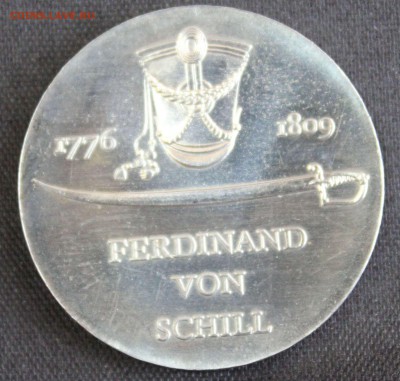 1776 1809
FERDINAND
VON
SCHILL